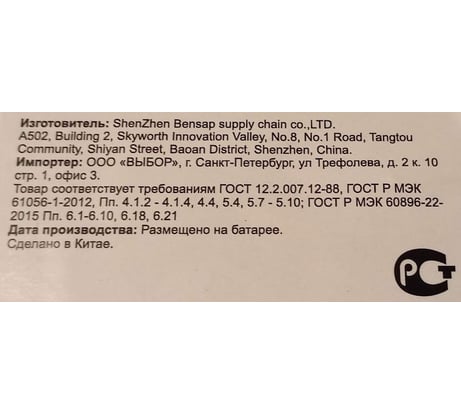 Изготовитель: ShenZhen Bensap supply chain co.,LTD.
A502, Building 2, Skyworth Innovation Valley, No.8, No.1 Road, Tangtou
Community, Shiyan Street, Baoan District, Shenzhen, China.
Импортер: ООО «ВЫБОР», г. Санкт-Петербург, ул Трефолева, д. 2 к. 10
стр. 1, офис 3.
Товар соответствует требованиям ГОСТ 12.2.007.12-88, ГОСТ Р МЭК
61056-1-2012, Пп. 4.1.2 - 4.1.4, 4.4, 5.4, 5.7 - 5.10; ГОСТ Р МЭК 60896-22-
2015 Пп. 6.1-6.10, 6.18, 6.21
Дата производства: Размещено на батарее.
Сделано в Китае.
РСТ